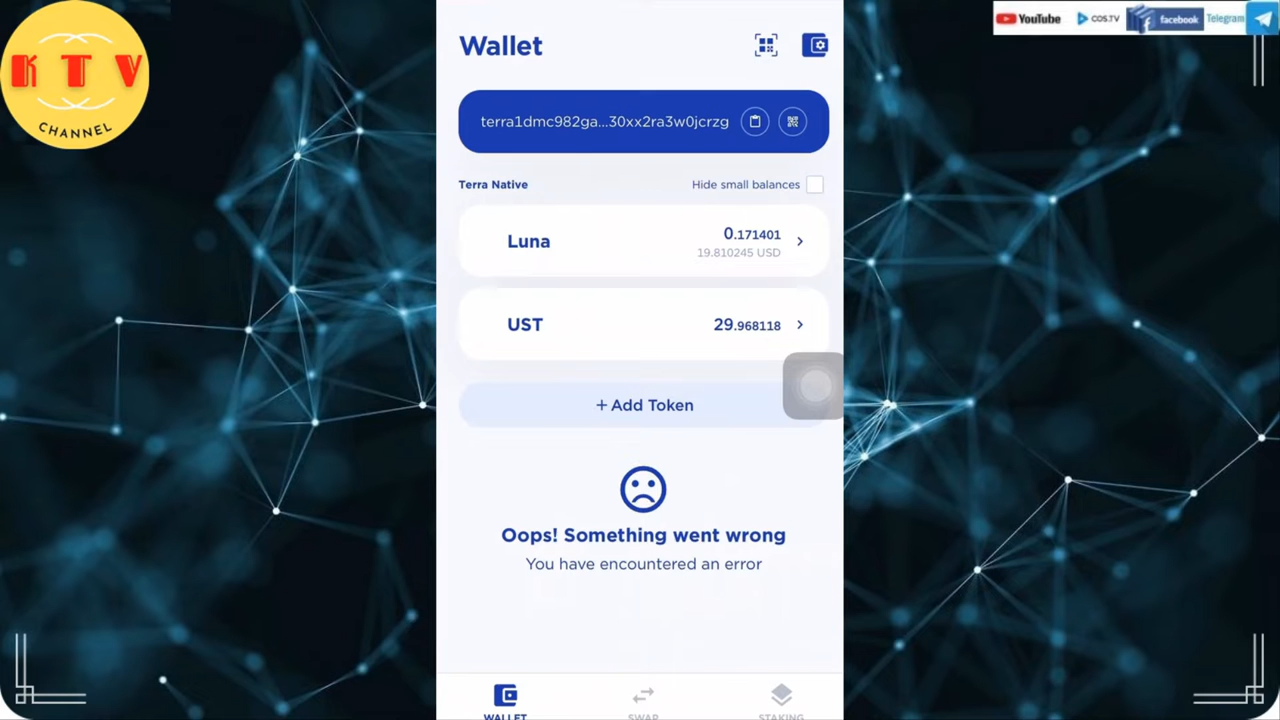 K T V
CHANNEL
YouTube
COS.TV
facebook
Telegram
Wallet
terra1dmc982ga...30xx2ra3w0jcrzg
Terra Native
Hide small balances
Luna
0.171401
19.810245 USD
UST
29.968118
+ Add Token
Oops! Something went wrong
You have encountered an error
WALLET
SWAP
STAKING